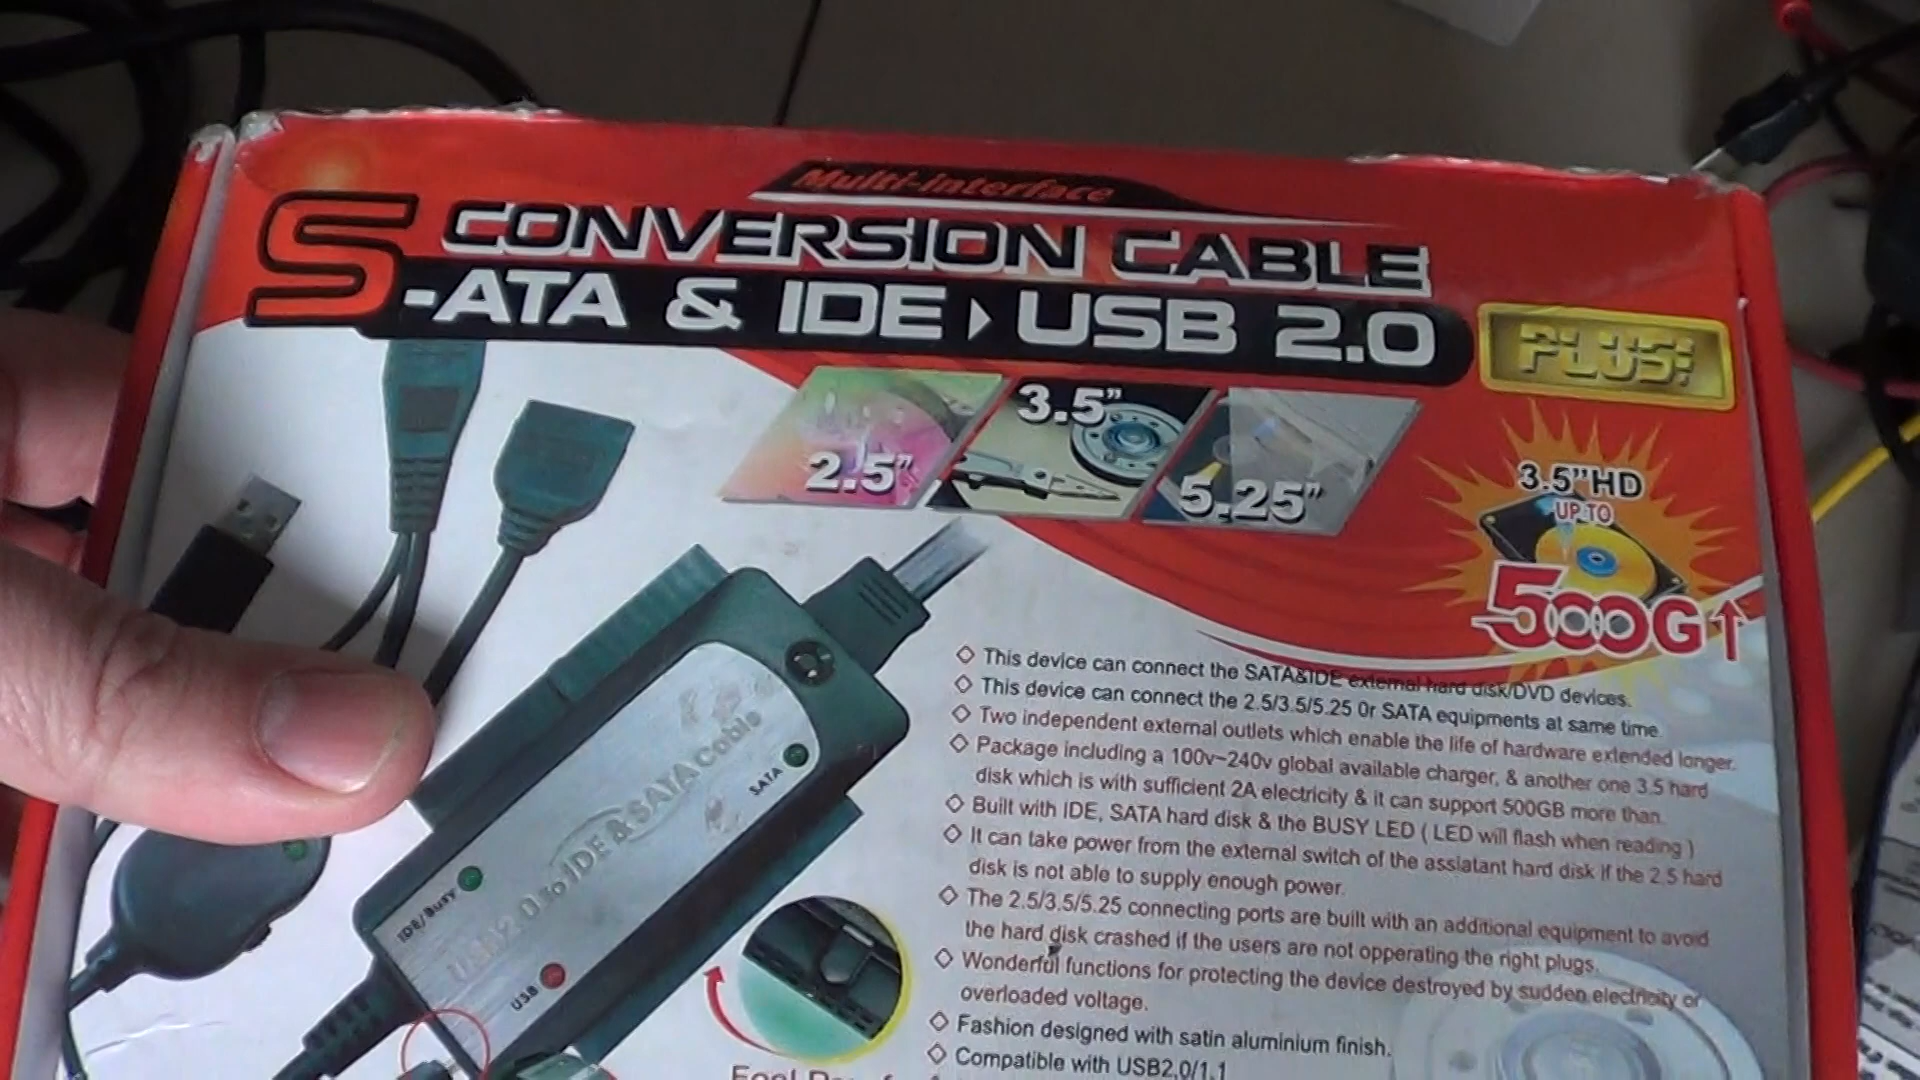 Multi-interface
CONVERSION CABLE
S-ATA & IDE USB 2.0
PLUS!
2.5"
3.5"
5.25"
3.5"HD
UP TO
500G↑
◇ This device can connect the SATA&IDE external hard disk/DVD devices.
◇ This device can connect the 2.5/3.5/5.25 0r SATA equipments at same time.
◇ Two independent external outlets which enable the life of hardware extended longer.
◇ Package including a 100v~240v global available charger, & another one 3.5 hard
disk which is with sufficient 2A electricity & it can support 500GB more than.
◇ Built with IDE, SATA hard disk & the BUSY LED ( LED will flash when reading )
◇ It can take power from the external switch of the assiatant hard disk if the 2.5 hard
disk is not able to supply enough power.
◇ The 2.5/3.5/5.25 connecting ports are built with an additional equipment to avoid
the hard disk crashed if the users are not opperating the right plugs.
◇ Wonderful functions for protecting the device destroyed by sudden electricity or
overloaded voltage.
◇ Fashion designed with satin aluminium finish.
◇ Compatible with USB2.0/1.1
USB2.0 to IDE & SATA Cable
SATA
IDE/Busy
USB